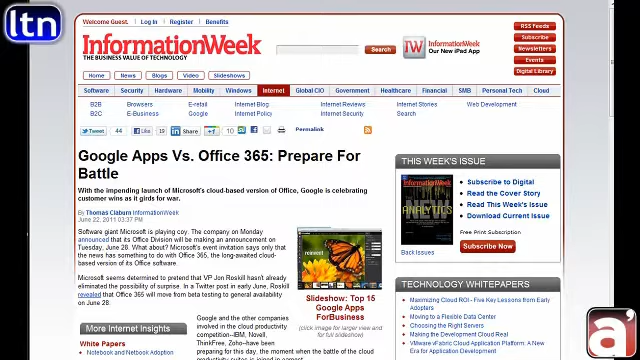 ltn
Welcome Guest. Log In Register Benefits
InformationWeek
THE BUSINESS VALUE OF TECHNOLOGY
Search
IW InformationWeek
Our New iPad App
RSS Feeds
Subscribe
Newsletters
Events
Digital Library
Home News Blogs Video Slideshows
Software Security Hardware Mobility Windows Internet Global CIO Government Healthcare Financial SMB Personal Tech Cloud
B2B Browsers E-retail Internet Blog Internet Reviews Internet Stories Web Development
B2C E-Business Google Internet Policy Internet Security Search
Tweet 44 Like 19 Share +1 10 Permalink
Google Apps Vs. Office 365: Prepare For
Battle
With the impending launch of Microsoft's cloud-based version of Office, Google is celebrating
customer wins as it girds for war.
By Thomas Claburn InformationWeek
June 22, 2011 03:37 PM
Software giant Microsoft is playing coy. The company on Monday
announced that its Office Division will be making an announcement on
Tuesday, June 28. What about? Microsoft's event invitation says only that
the news has something to do with Office 365, the long-awaited cloud-
based version of its Office software.
Microsoft seems determined to pretend that VP Jon Roskill hasn't already
eliminated the possibility of surprise. In a Twitter post in early June, Roskill
revealed that Office 365 will move from beta testing to general availability
on June 28.
Slideshow: Top 15
Google Apps
ForBusiness
(click image for larger view and
for full slideshow)
More Internet Insights
White Papers
Notebook and Netbook Adoption
Google and the other companies
involved in the cloud productivity
competition--IBM, Novell,
ThinkFree, Zoho--have been
preparing for this day, the moment when the battle of the cloud
productivity suites is joined in earnest.
THIS WEEK'S ISSUE
InformationWeek
NEW
ANALYTICS
Back Issues
Subscribe to Digital
Read the Cover Story
Read This Week's Issue
Download Current Issue
Free Print Subscription
Subscribe Now
TECHNOLOGY WHITEPAPERS
Maximizing Cloud ROI - Five Key Lessons from Early
Adopters
Moving to a Flexible Data Center
Choosing the Right Servers
Making the Development Cloud Real
VMware vFabric Cloud Application Platform: A New
Era for Application Development
a'